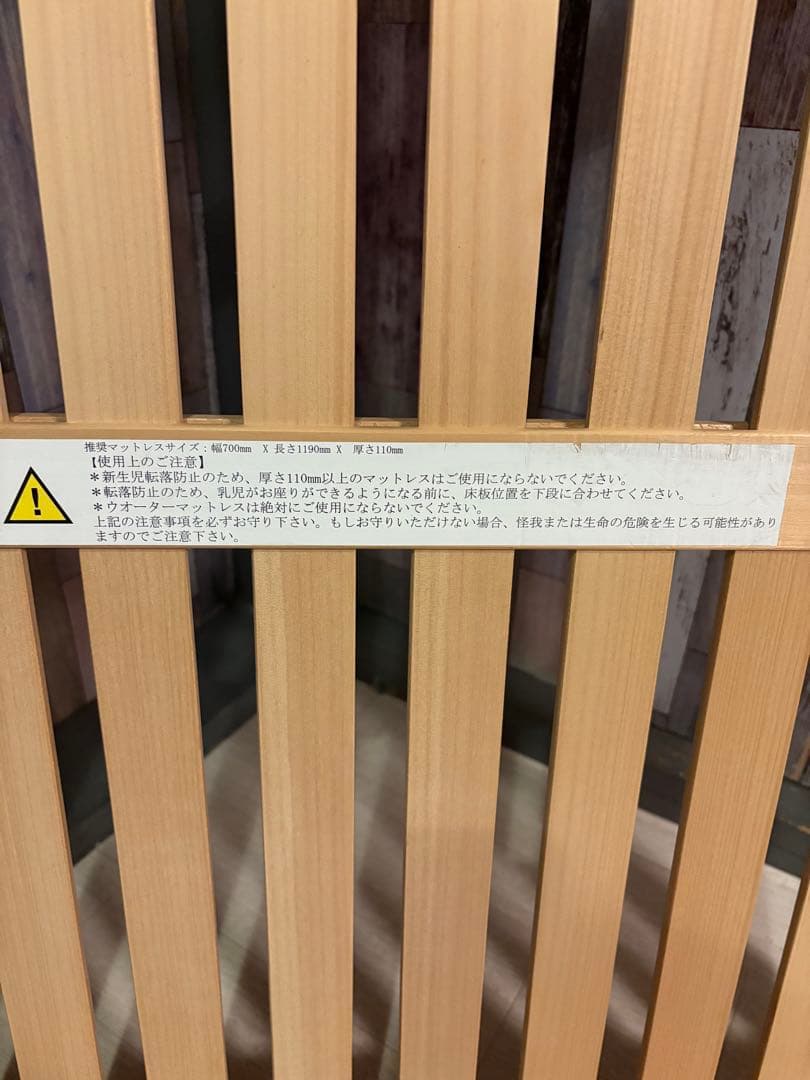 推奨マットレスサイズ：幅700mm X 長さ1190mm X 厚さ110mm
【使用上のご注意】
＊新生児転落防止のため、厚さ110mm以上のマットレスはご使用にならないでください。
＊転落防止のため、乳児がお座りができるようになる前に、床板位置を下段に合わせてください。
＊ウオーターマットレスは絶対にご使用にならないでください。
上記の注意事項を必ずお守り下さい。もしお守りいただけない場合、怪我または生命の危険を生じる可能性があり
ますのでご注意下さい。